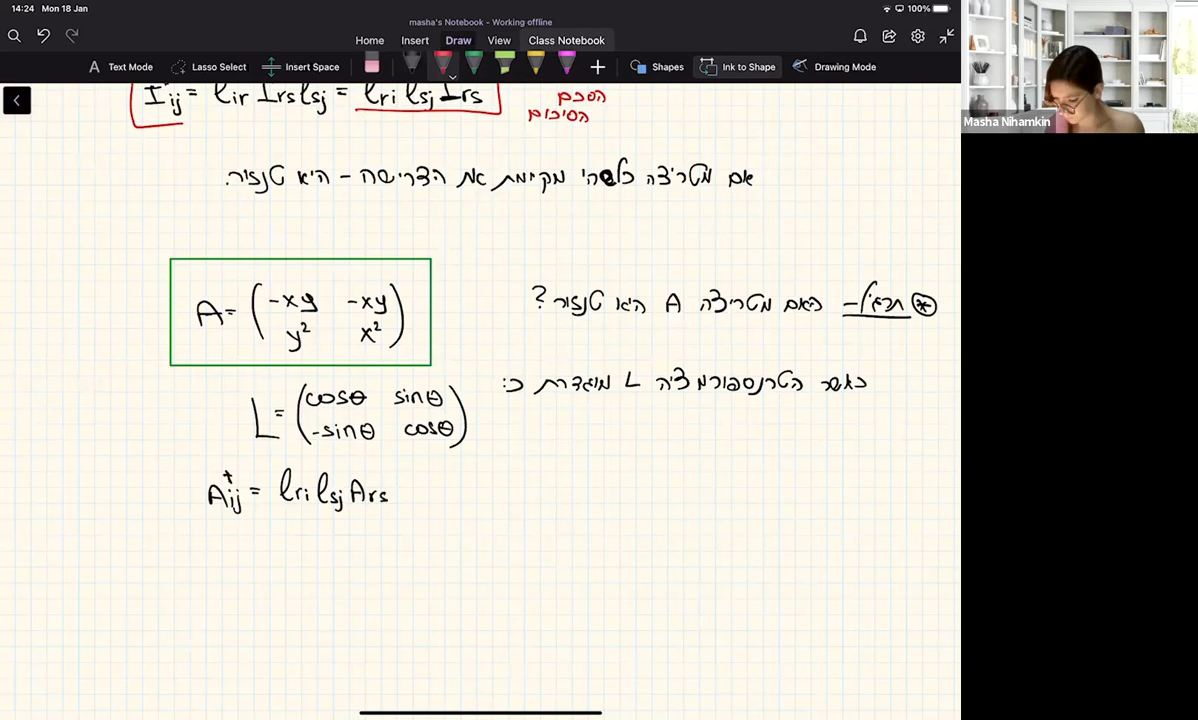 14:24 Mon 18 Jan
100%
masha's Notebook - Working offline
Home Insert Draw View Class Notebook
Text Mode Lasso Select Insert Space Shapes Ink to Shape Drawing Mode
Masha Nihamkin
I⁺ij = lir Irs lsj = lri lsj Irs
הסכם
הסיכום
אם מטריצה כלשהי מקיימת את הדרישה – היא טנזור.
⊛ תרגיל – האם מטריצה A היא טנזור?
A = (-xy -xy
y² x²)
כאשר הטרנספורמציה L מוגדרת כ:
L = (cosθ sinθ
-sinθ cosθ)
A⁺ij = lri lsj Ars